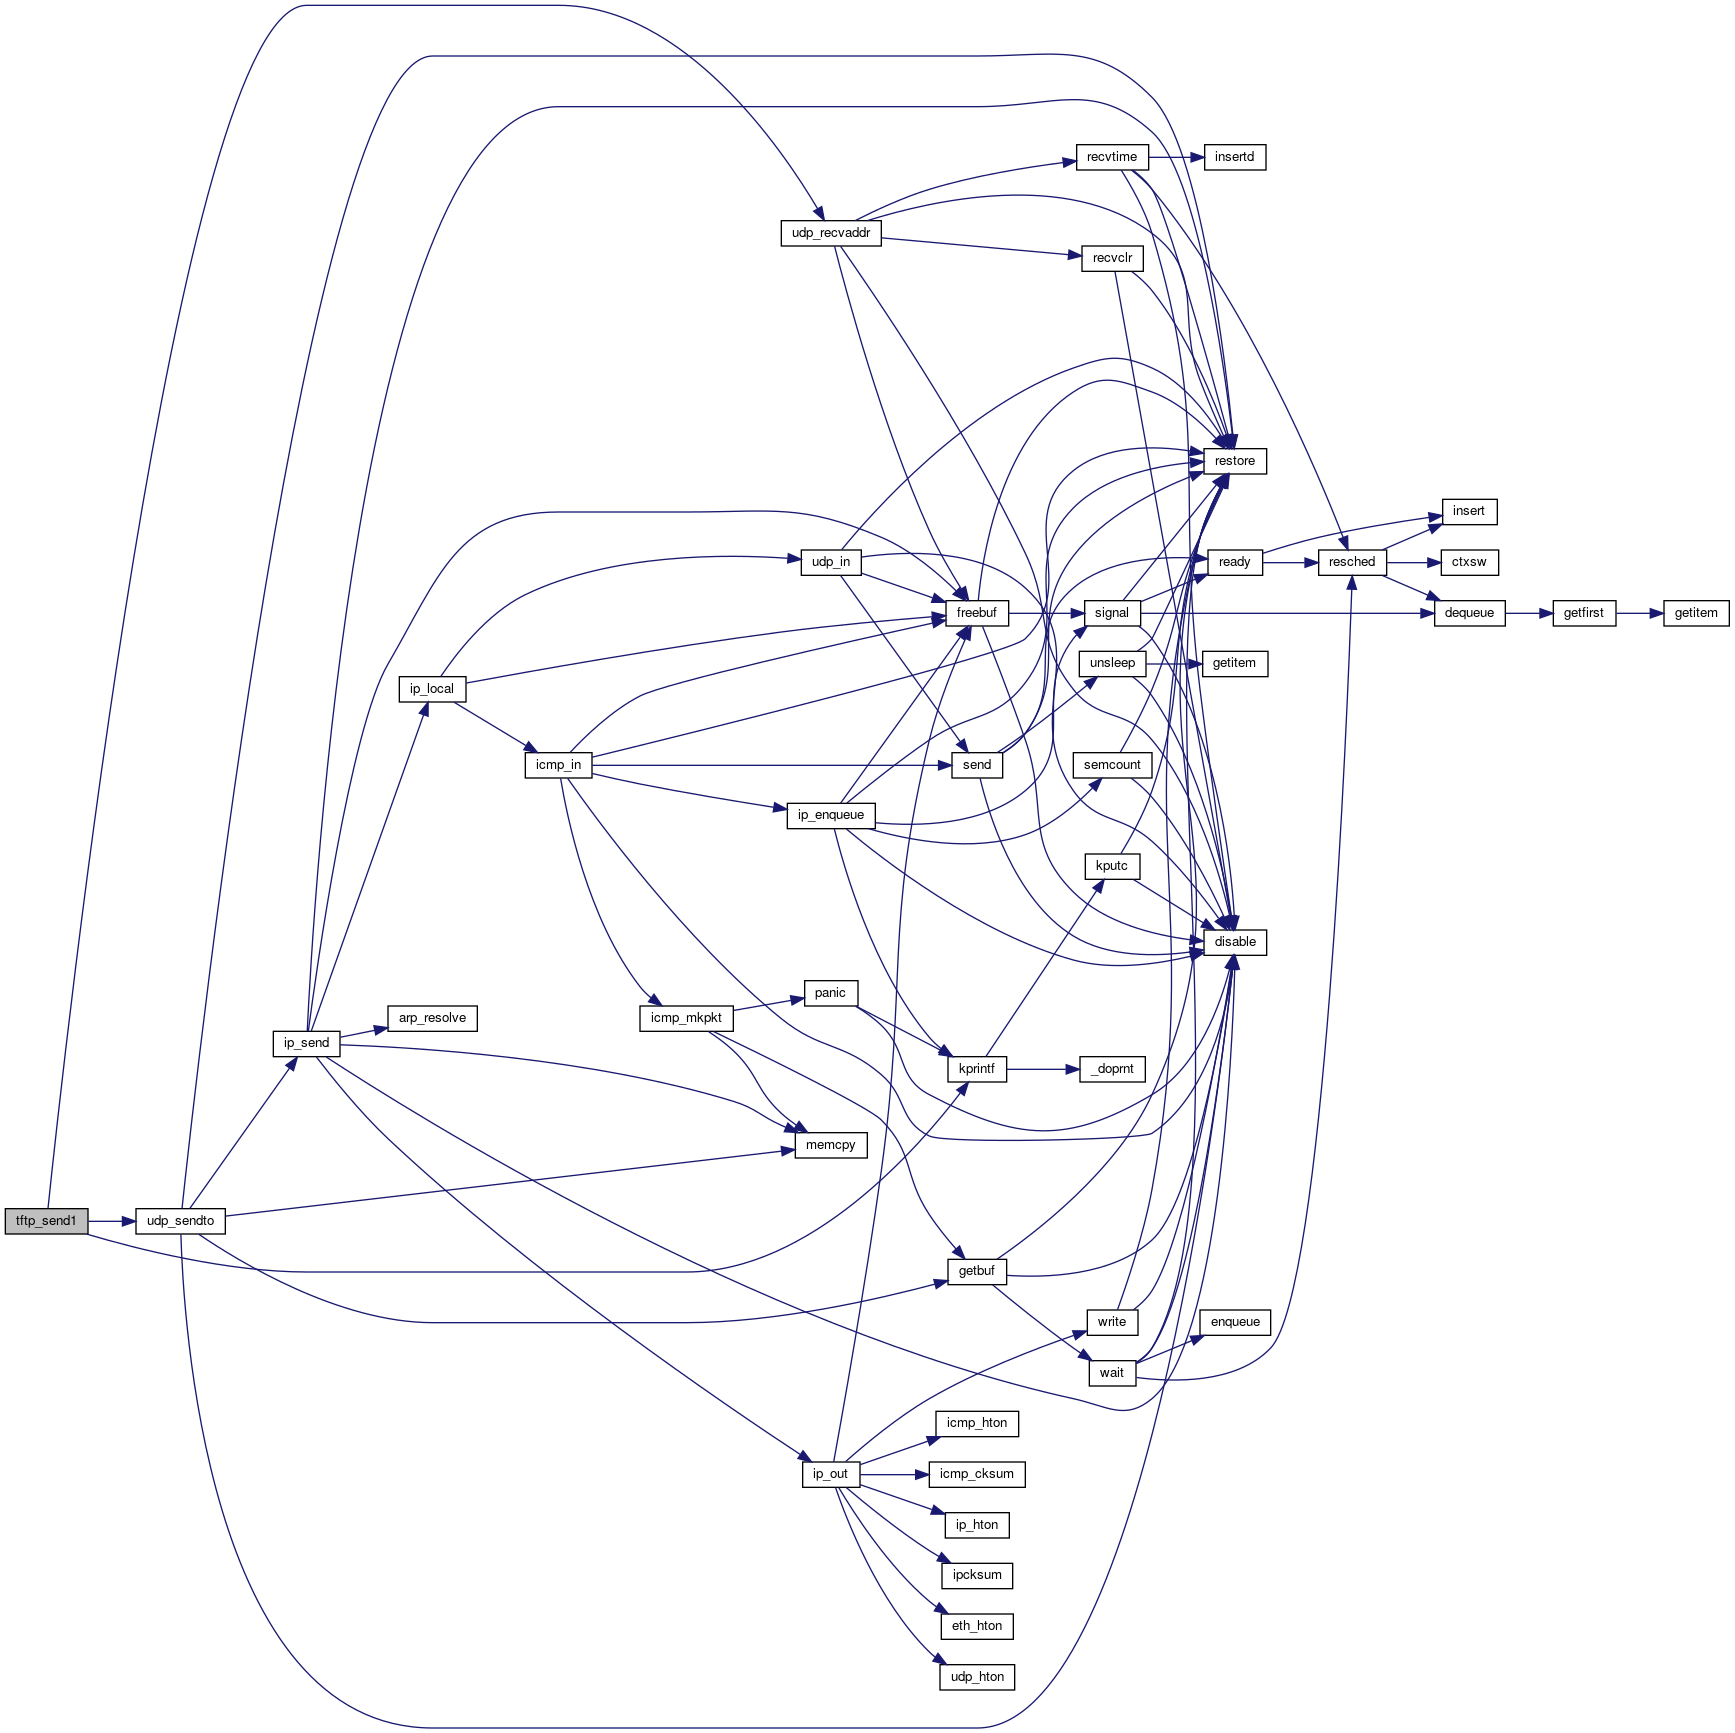 recvtime
insertd
udp_recvaddr
recvclr
restore
insert
udp_in
ready
resched
ctxsw
freebuf
signal
dequeue
getfirst
getitem
unsleep
getitem
ip_local
icmp_in
send
semcount
ip_enqueue
kputc
disable
panic
arp_resolve
icmp_mkpkt
ip_send
kprintf
_doprnt
memcpy
tftp_send1
udp_sendto
getbuf
write
enqueue
wait
icmp_hton
ip_out
icmp_cksum
ip_hton
ipcksum
eth_hton
udp_hton